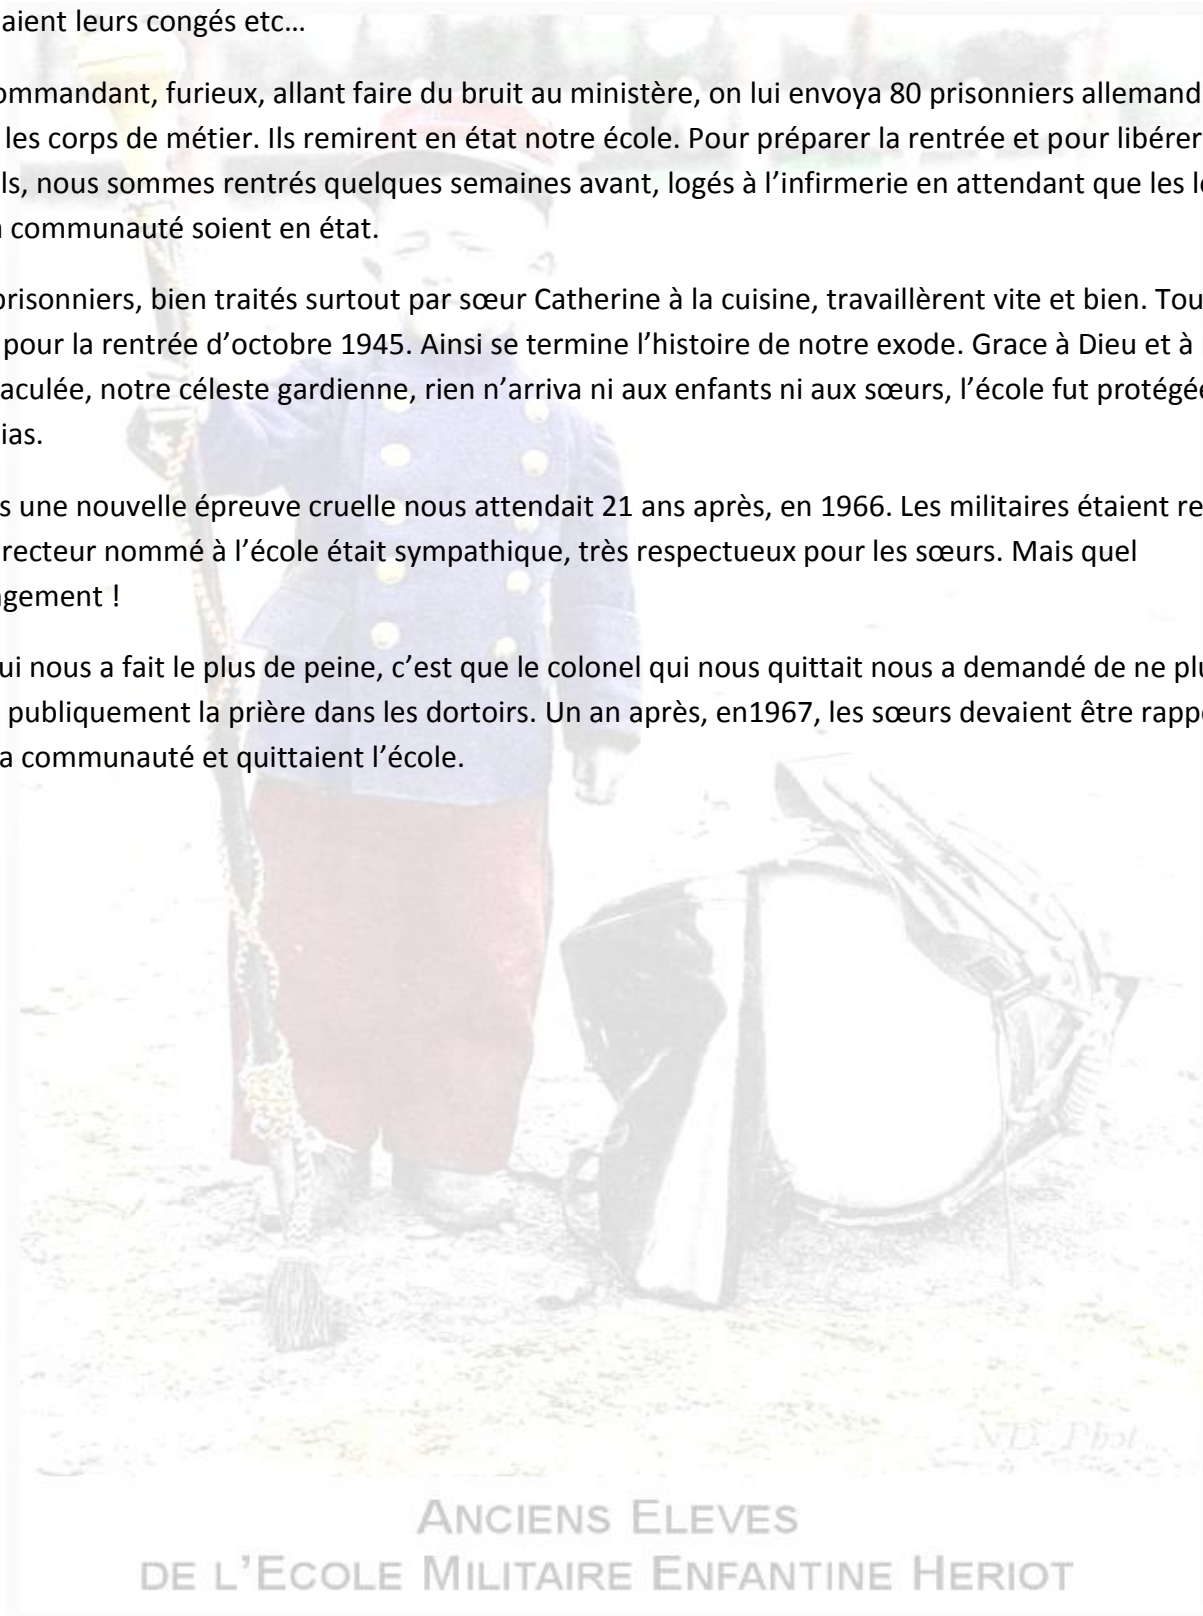 aient leurs congés etc…
ommandant, furieux, allant faire du bruit au ministère, on lui envoya 80 prisonniers allemand
les corps de métier. Ils remirent en état notre école. Pour préparer la rentrée et pour libérer
ls, nous sommes rentrés quelques semaines avant, logés à l’infirmerie en attendant que les l
a communauté soient en état.
prisonniers, bien traités surtout par sœur Catherine à la cuisine, travaillèrent vite et bien. Tou
pour la rentrée d’octobre 1945. Ainsi se termine l’histoire de notre exode. Grace à Dieu et à
aculée, notre céleste gardienne, rien n’arriva ni aux enfants ni aux sœurs, l’école fut protégée
ias.
s une nouvelle épreuve cruelle nous attendait 21 ans après, en 1966. Les militaires étaient re
recteur nommé à l’école était sympathique, très respectueux pour les sœurs. Mais quel
gement !
ui nous a fait le plus de peine, c’est que le colonel qui nous quittait nous a demandé de ne plu
publiquement la prière dans les dortoirs. Un an après, en1967, les sœurs devaient être rapp
a communauté et quittaient l’école.
ND. Phot
ANCIENS ELEVES
DE L’ECOLE MILITAIRE ENFANTINE HERIOT